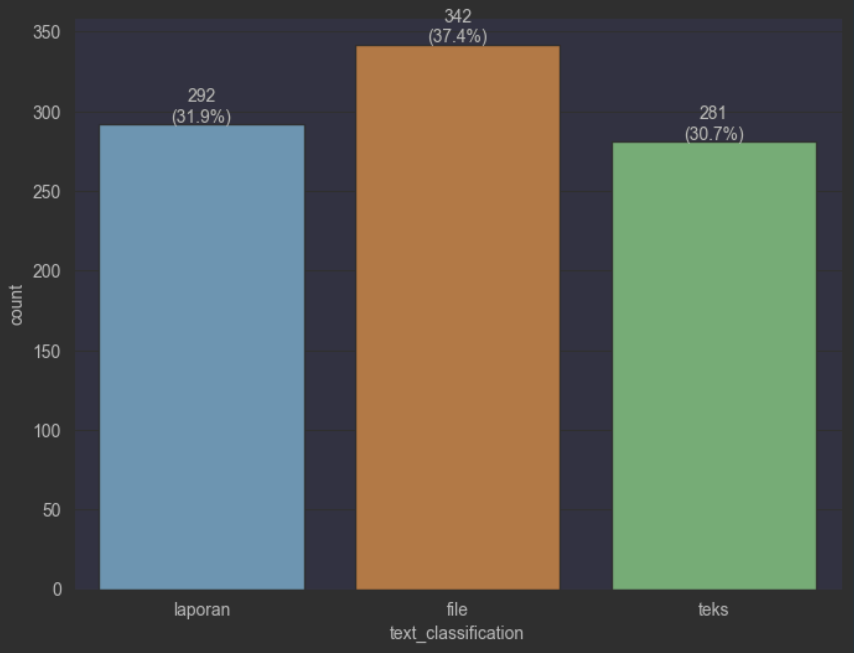 342
(37.4%)
350
292
(31.9%)
300
281
(30.7%)
250
200
150
100
50
0
count
laporan
file
teks
text_classification